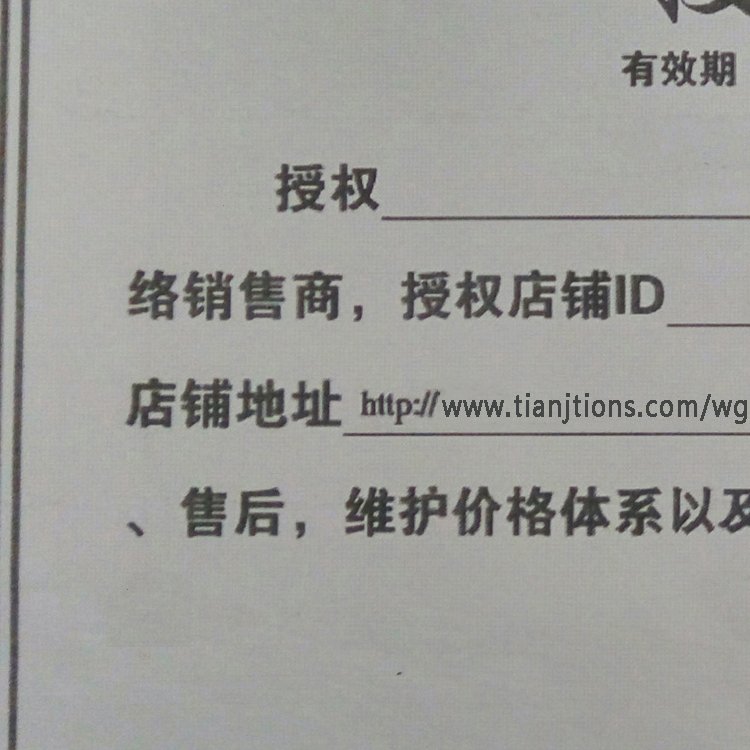 有效期
授权
络销售商，授权店铺ID
店铺地址 http://www.tianjtions.com/wg
、售后，维护价格体系以及